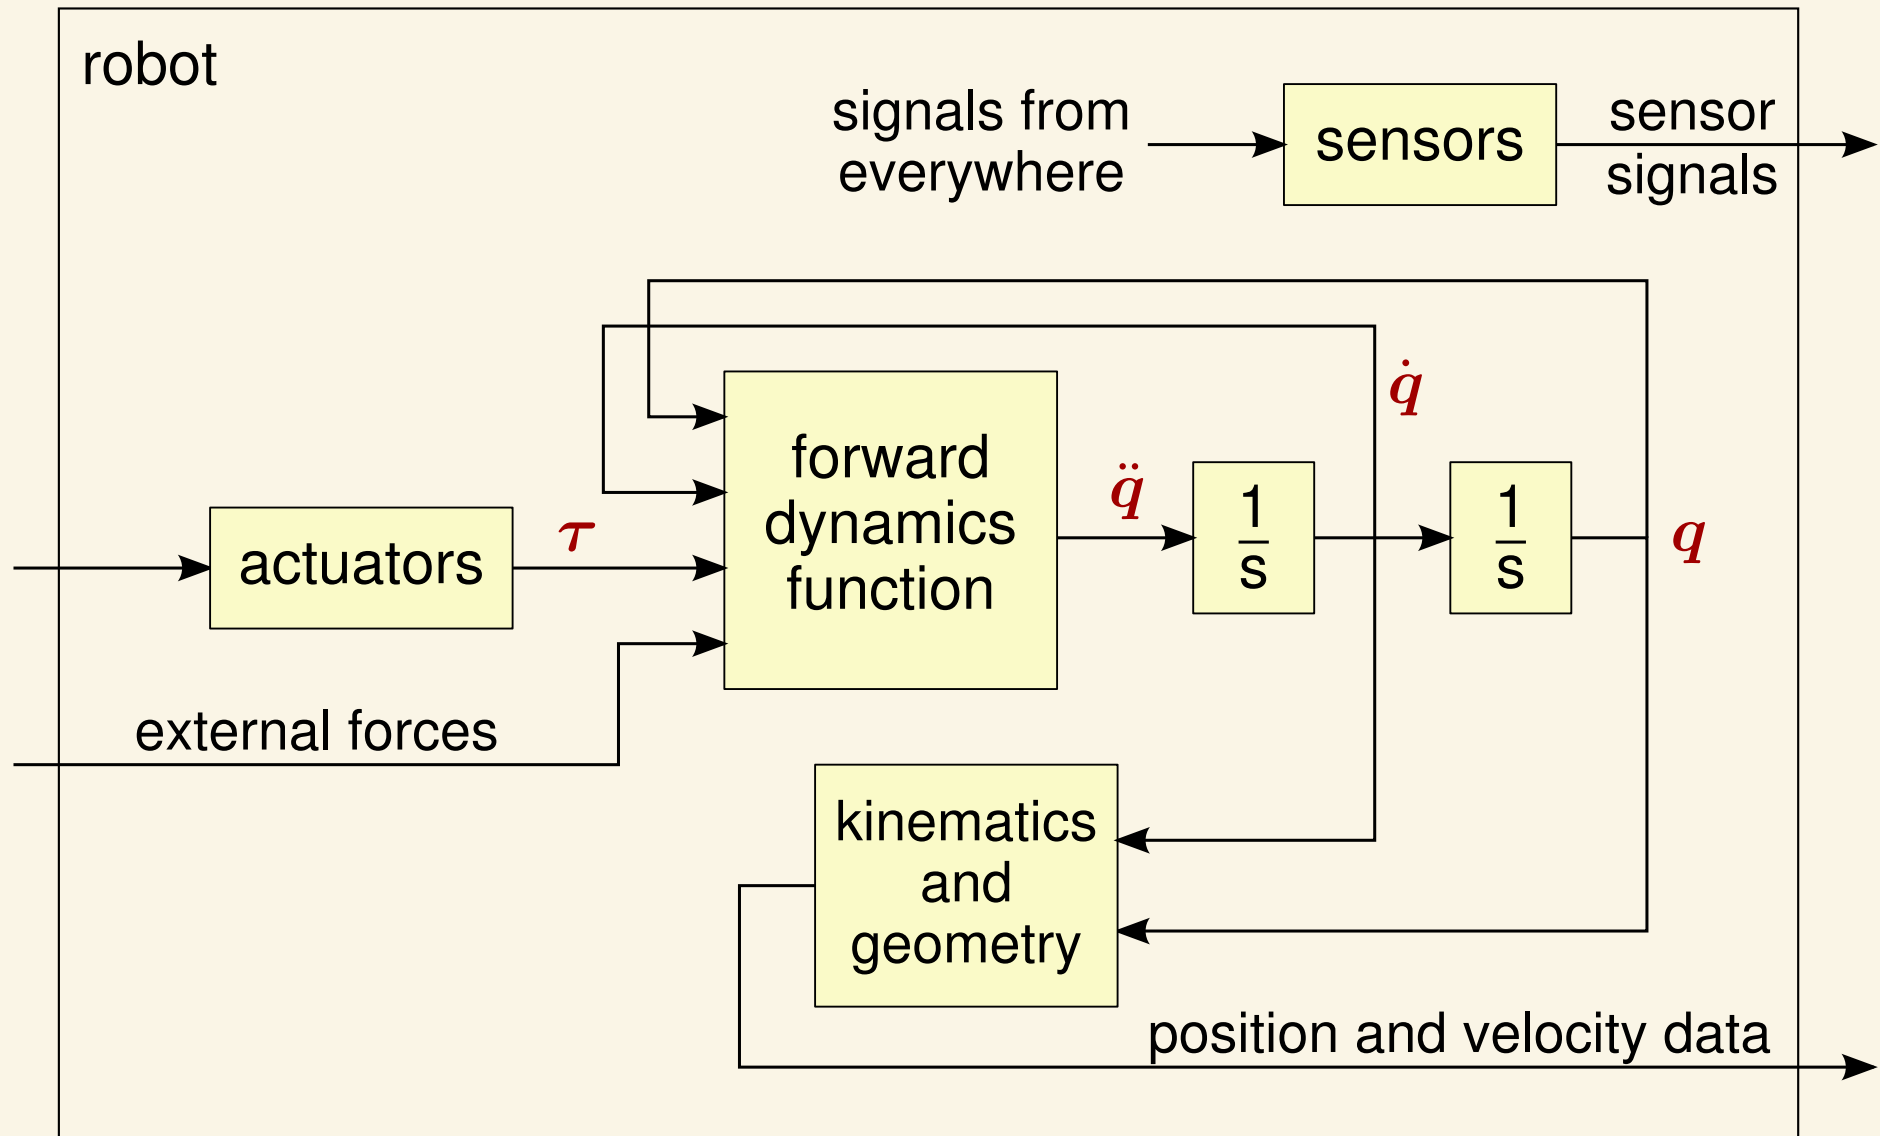 robot
signals from
everywhere
sensors
sensor
signals
q̇
forward
dynamics
function
q̈
1
s
1
s
q
τ
actuators
external forces
kinematics
and
geometry
position and velocity data